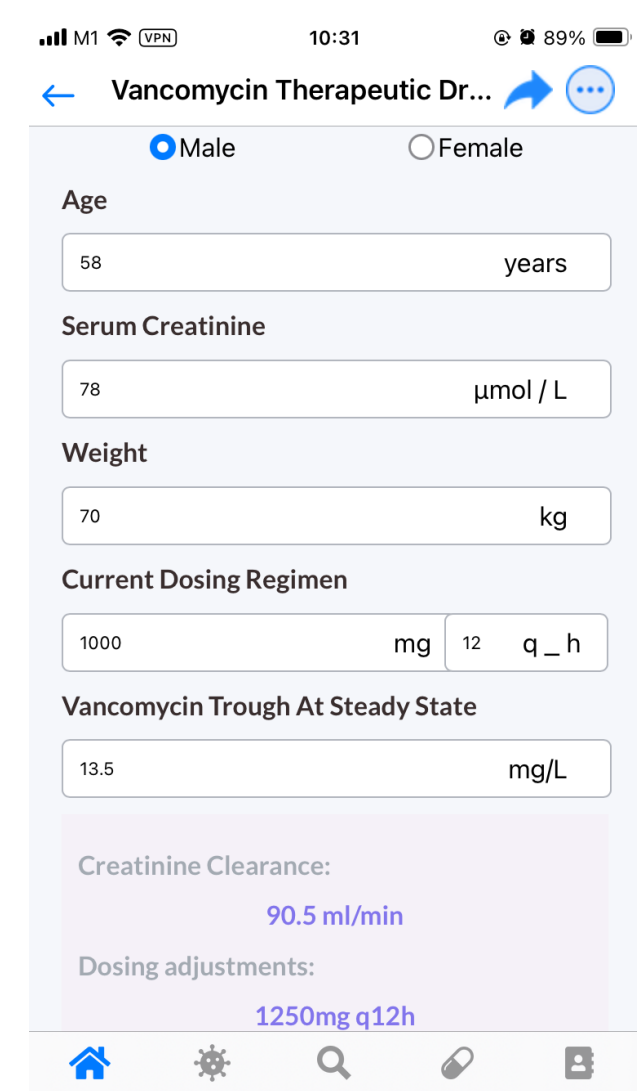 M1 VPN 10:31 89%
Vancomycin Therapeutic Dr...
Male Female
Age
58 years
Serum Creatinine
78 µmol / L
Weight
70 kg
Current Dosing Regimen
1000 mg 12 q _ h
Vancomycin Trough At Steady State
13.5 mg/L
Creatinine Clearance:
90.5 ml/min
Dosing adjustments:
1250mg q12h